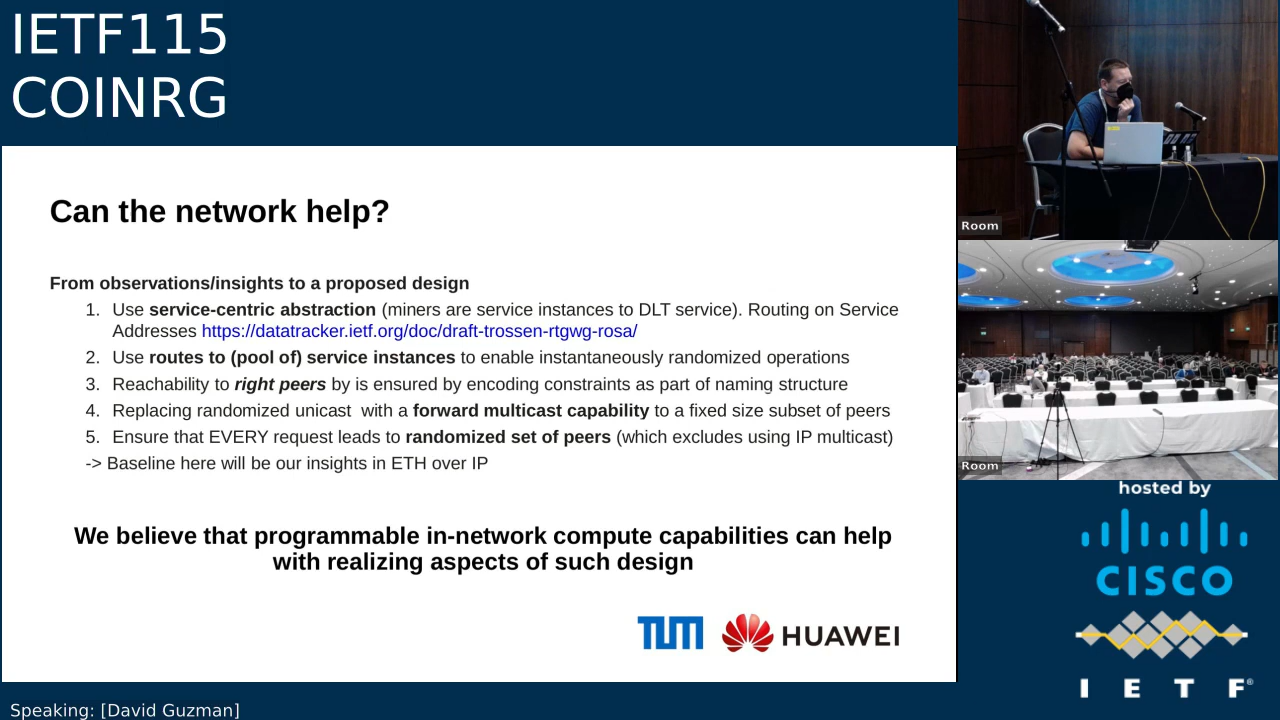 IETF115
COINRG
Can the network help?
From observations/insights to a proposed design
1. Use service-centric abstraction (miners are service instances to DLT service). Routing on Service
Addresses https://datatracker.ietf.org/doc/draft-trossen-rtgwg-rosa/
2. Use routes to (pool of) service instances to enable instantaneously randomized operations
3. Reachability to right peers by is ensured by encoding constraints as part of naming structure
4. Replacing randomized unicast with a forward multicast capability to a fixed size subset of peers
5. Ensure that EVERY request leads to randomized set of peers (which excludes using IP multicast)
-> Baseline here will be our insights in ETH over IP
We believe that programmable in-network compute capabilities can help
with realizing aspects of such design
TUM
HUAWEI
Speaking: [David Guzman]
Room
Room
hosted by
CISCO
I E T F®